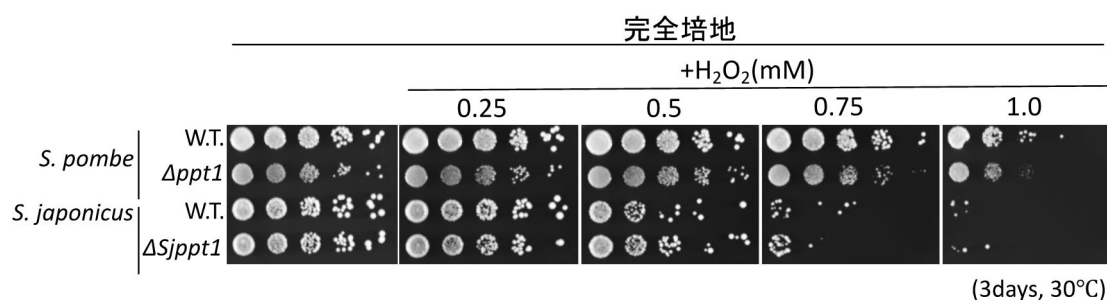 完全培地
+H₂O₂(mM)
0.25 0.5 0.75 1.0
S. pombe
W.T.
Δppt1
S. japonicus
W.T.
ΔSjppt1
(3days, 30℃)